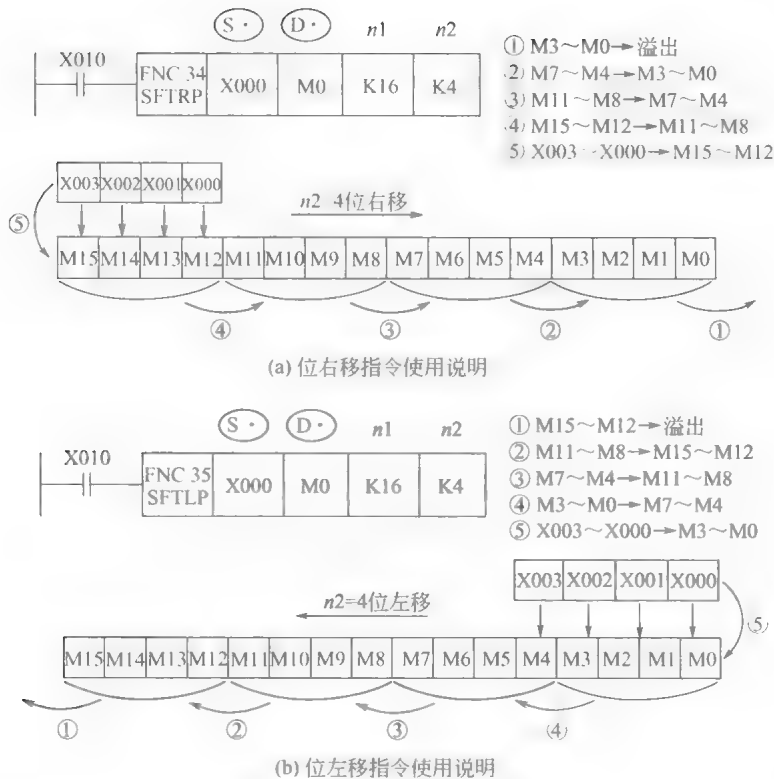 S· D· n1 n2
X010
FNC 34
SFTRP
X000 M0 K16 K4
① M3～M0→溢出
2) M7～M4→M3～M0
3) M11～M8→M7～M4
4) M15～M12→M11～M8
5) X003～X000→M15～M12
X003 X002 X001 X000
n2 4位右移
⑤
M15 M14 M13 M12 M11 M10 M9 M8 M7 M6 M5 M4 M3 M2 M1 M0
④ ③ ② ①
(a) 位右移指令使用说明
S· D· n1 n2
X010
FNC 35
SFTLP
X000 M0 K16 K4
① M15～M12→溢出
② M11～M8→M15～M12
③ M7～M4→M11～M8
④ M3～M0→M7～M4
⑤ X003～X000→M3～M0
X003 X002 X001 X000
n2=4位左移
(5)
M15 M14 M13 M12 M11 M10 M9 M8 M7 M6 M5 M4 M3 M2 M1 M0
① ② ③ (4)
(b) 位左移指令使用说明